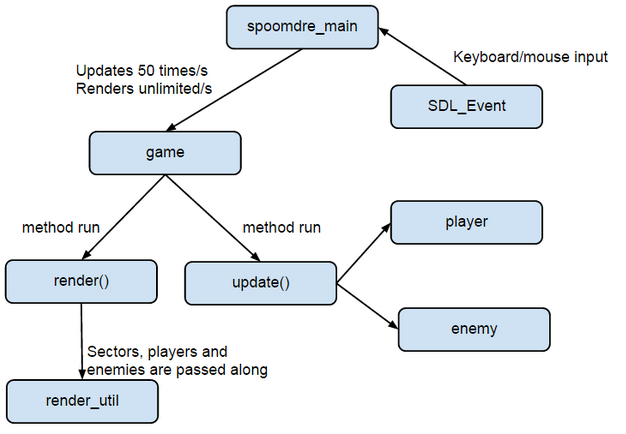 spoomdre_main
Keyboard/mouse input
Updates 50 times/s
Renders unlimited/s
SDL_Event
game
method run
method run
player
render()
update()
enemy
Sectors, players and
enemies are passed along
render_util